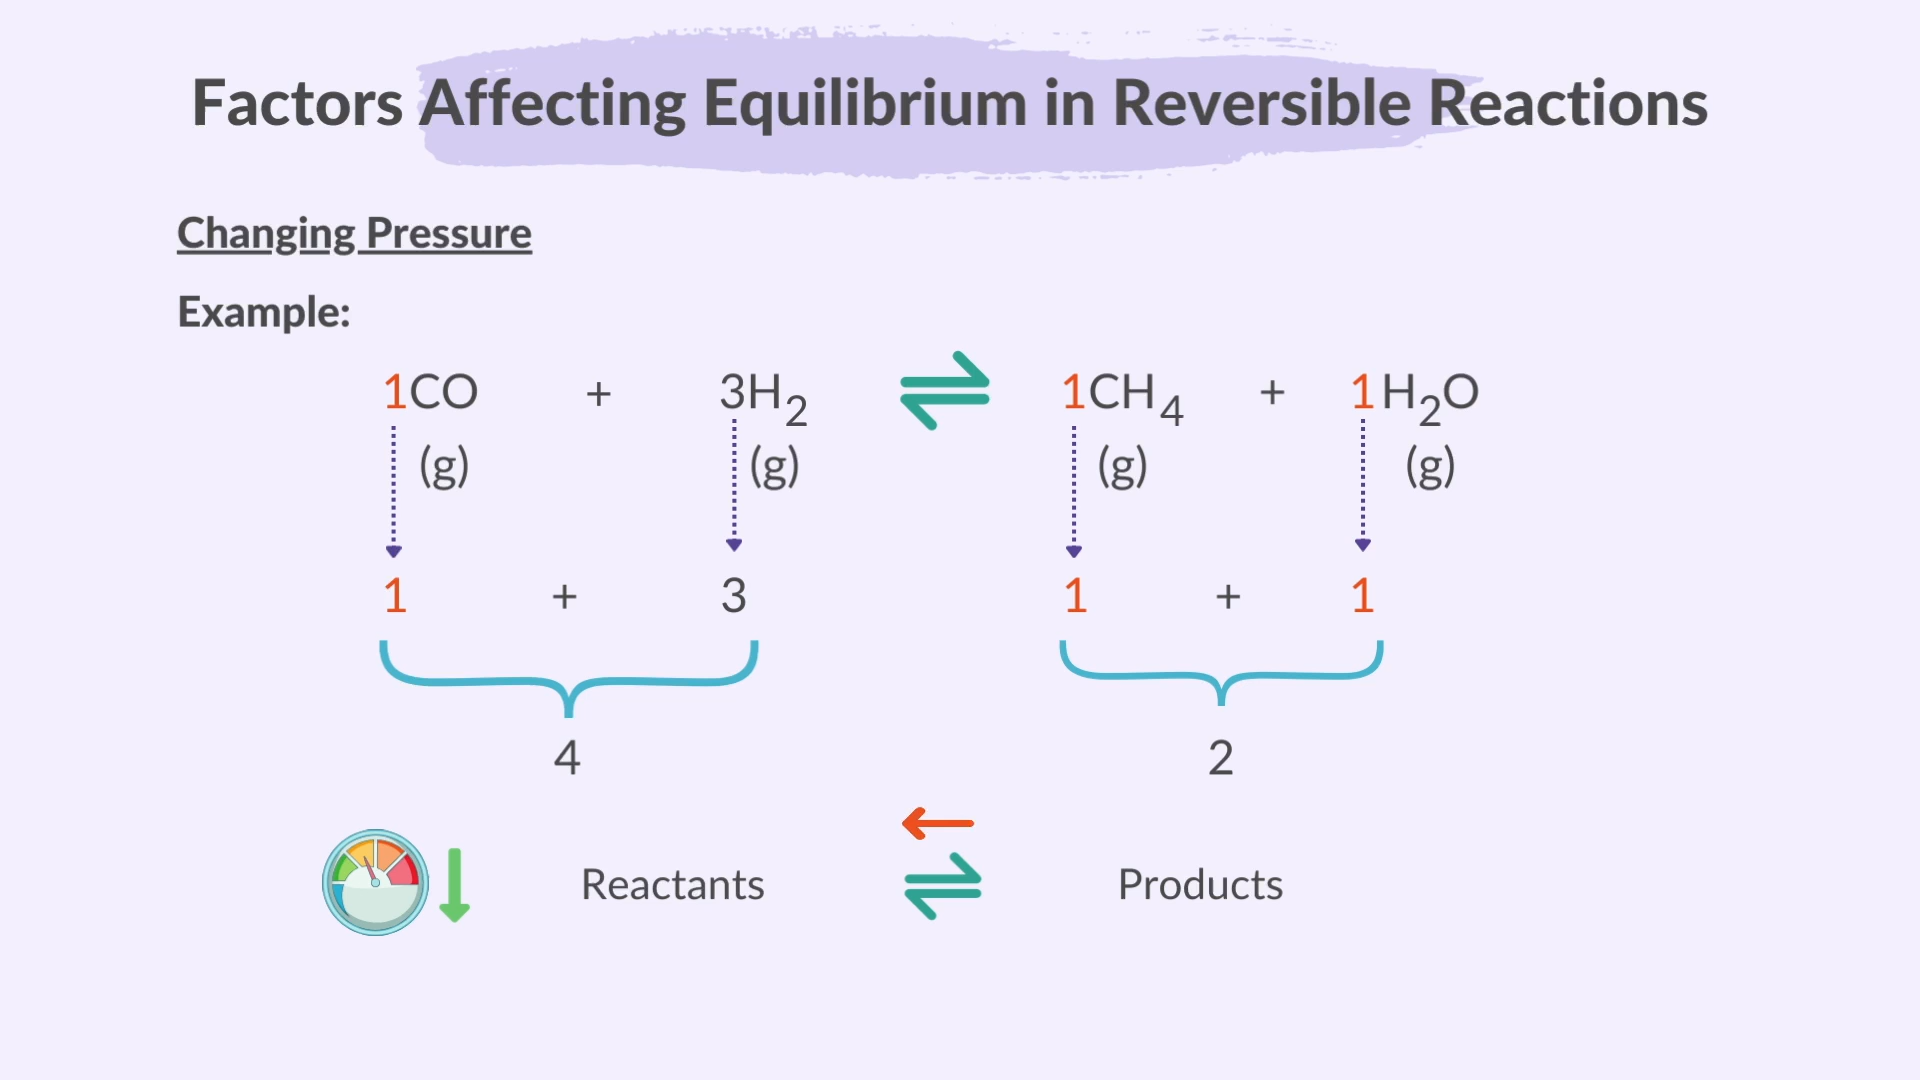 Factors Affecting Equilibrium in Reversible Reactions
Changing Pressure
Example:
1CO + 3H₂ ⇌ 1CH₄ + 1H₂O
(g) (g) (g) (g)
1 + 3 1 + 1
4 2
Reactants ⇌ Products